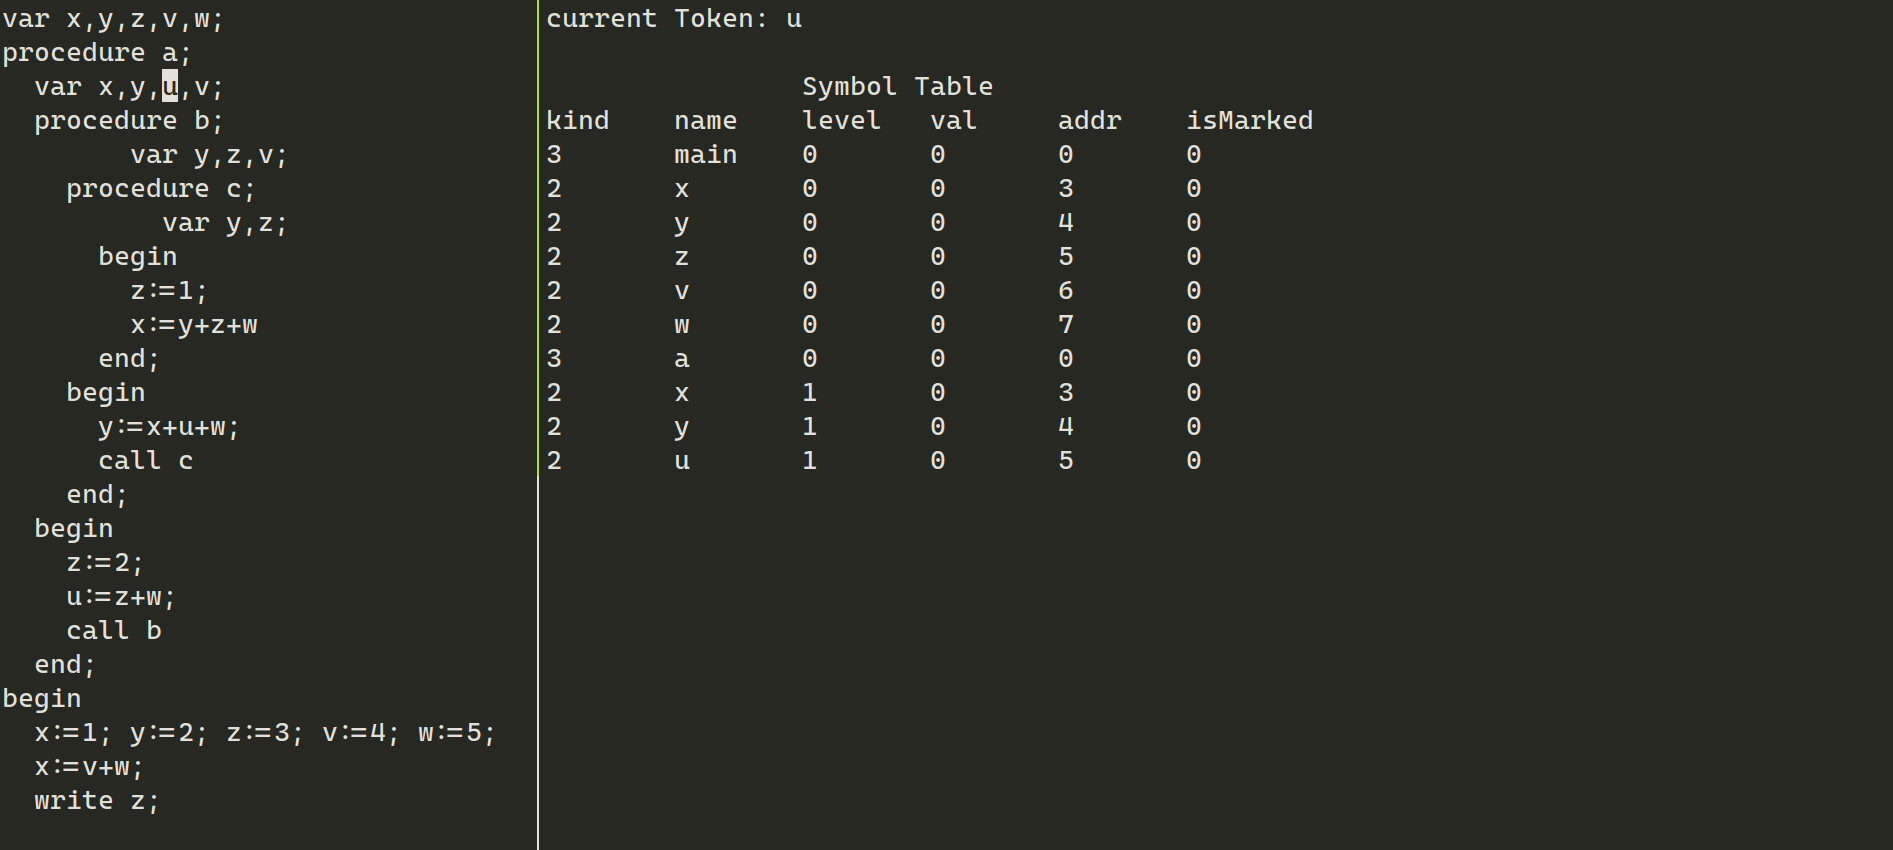 var x,y,z,v,w;
procedure a;
  var x,y,u,v;
  procedure b;
        var y,z,v;
    procedure c;
          var y,z;
      begin
        z:=1;
        x:=y+z+w
      end;
    begin
      y:=x+u+w;
      call c
    end;
  begin
    z:=2;
    u:=z+w;
    call b
  end;
begin
  x:=1; y:=2; z:=3; v:=4; w:=5;
  x:=v+w;
  write z;
current Token: u
Symbol Table
kind name level val addr isMarked
3 main 0 0 0 0
2 x 0 0 3 0
2 y 0 0 4 0
2 z 0 0 5 0
2 v 0 0 6 0
2 w 0 0 7 0
3 a 0 0 0 0
2 x 1 0 3 0
2 y 1 0 4 0
2 u 1 0 5 0